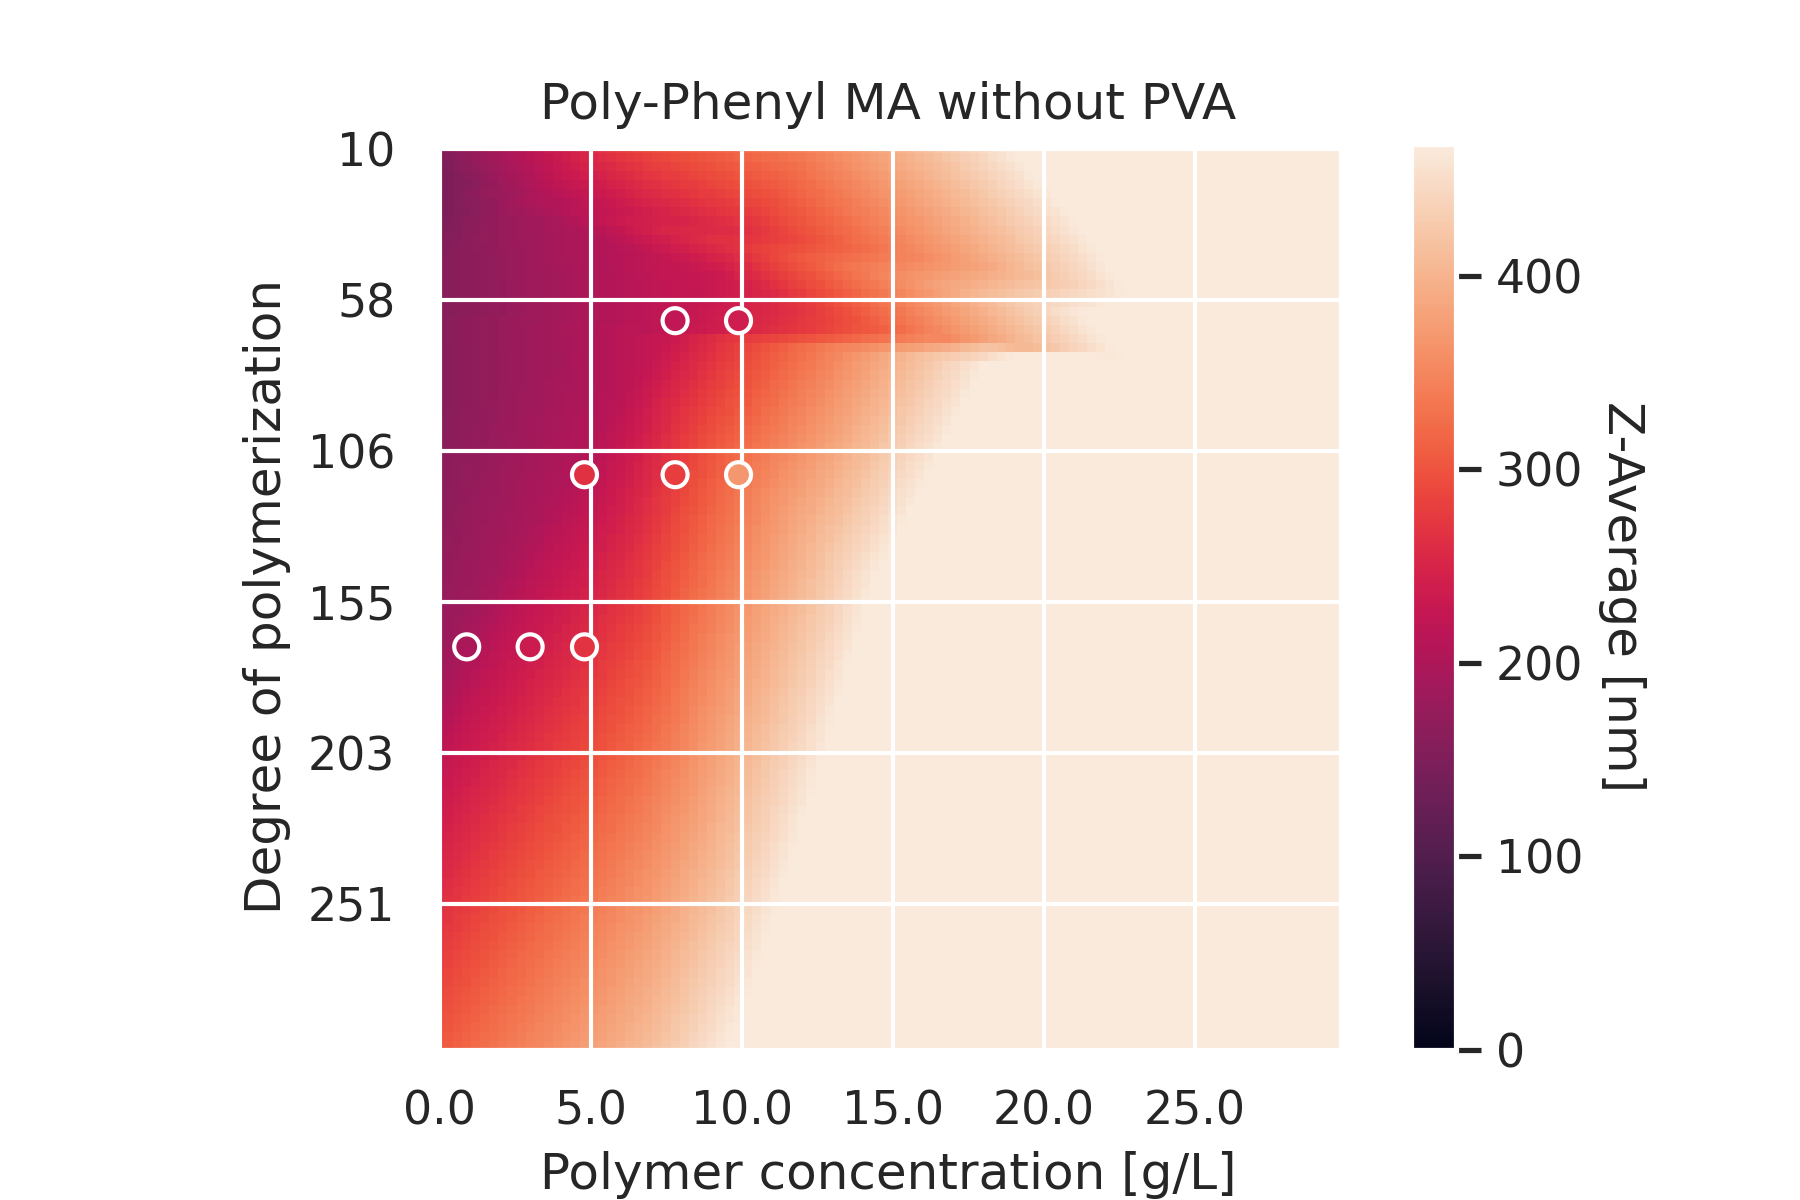 Poly-Phenyl MA without PVA
10
58
106
155
203
251
Degree of polymerization
0.0 5.0 10.0 15.0 20.0 25.0
Polymer concentration [g/L]
400
300
200
100
0
Z-Average [nm]